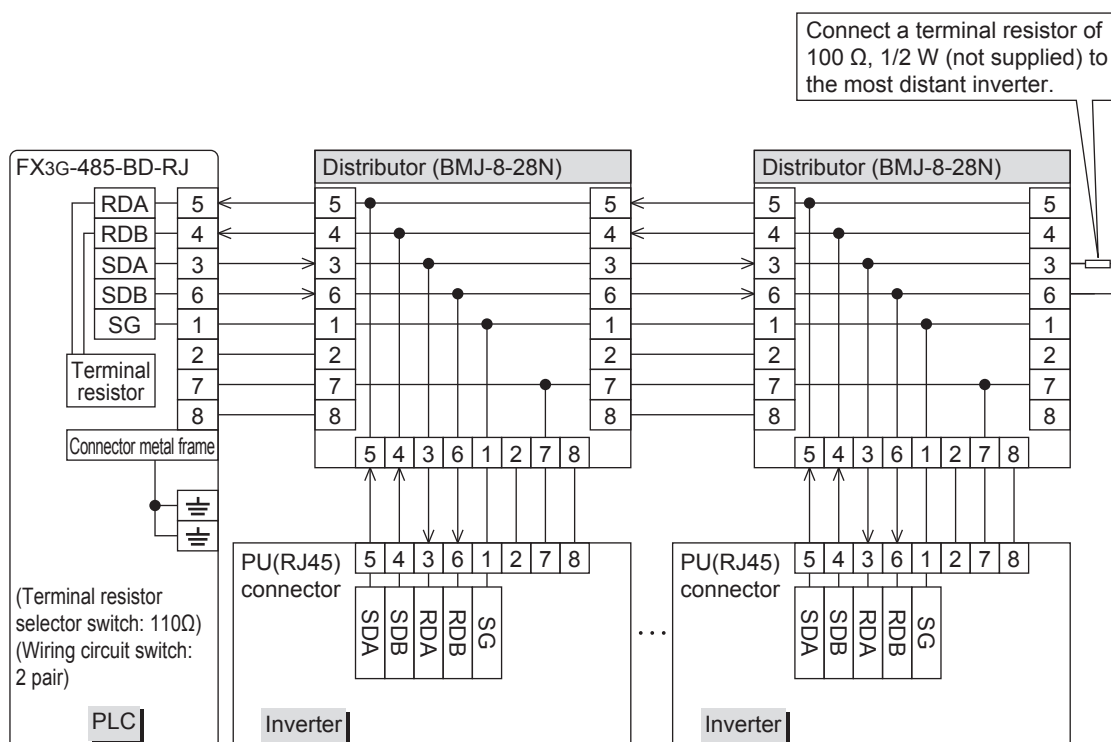 Connect a terminal resistor of
100 Ω, 1/2 W (not supplied) to
the most distant inverter.
FX3G-485-BD-RJ
Distributor (BMJ-8-28N)
Distributor (BMJ-8-28N)
RDA 5 5 5 5 5
RDB 4 4 4 4 4
SDA 3 3 3 3 3
SDB 6 6 6 6 6
SG 1 1 1 1 1
2 2 2 2 2
Terminal
resistor
7 7 7 7 7
8 8 8 8 8
Connector metal frame
5 4 3 6 1 2 7 8
5 4 3 6 1 2 7 8
PU(RJ45)
connector
5 4 3 6 1 2 7 8
SDA
SDB
RDA
RDB
SG
...
PU(RJ45)
connector
5 4 3 6 1 2 7 8
SDA
SDB
RDA
RDB
SG
(Terminal resistor
selector switch: 110Ω)
(Wiring circuit switch:
2 pair)
PLC
Inverter
Inverter